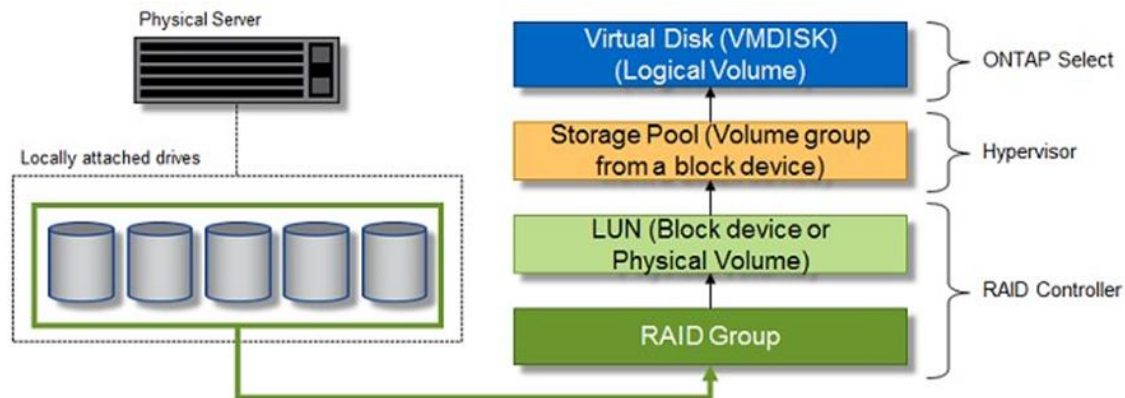 Physical Server
Locally attached drives
Virtual Disk (VMDISK)
(Logical Volume)
ONTAP Select
Storage Pool (Volume group
from a block device)
Hypervisor
LUN (Block device or
Physical Volume)
RAID Controller
RAID Group